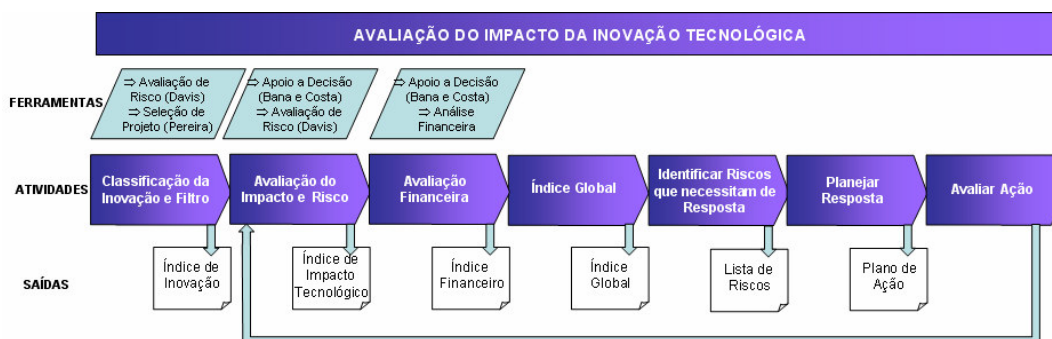 AVALIAÇÃO DO IMPACTO DA INOVAÇÃO TECNOLÓGICA
FERRAMENTAS
⇒ Avaliação de
Risco (Davis)
⇒ Seleção de
Projeto (Pereira)
⇒ Apoio a Decisão
(Bana e Costa)
⇒ Avaliação de
Risco (Davis)
⇒ Apoio a Decisão
(Bana e Costa)
⇒ Análise
Financeira
ATIVIDADES
Classificação da
Inovação e Filtro
Avaliação do
Impacto e Risco
Avaliação
Financeira
Índice Global
Identificar Riscos
que necessitam de
Resposta
Planejar
Resposta
Avaliar Ação
SAÍDAS
Índice de
Inovação
Índice de
Impacto
Tecnológico
Índice
Financeiro
Índice
Global
Lista de
Riscos
Plano de
Ação